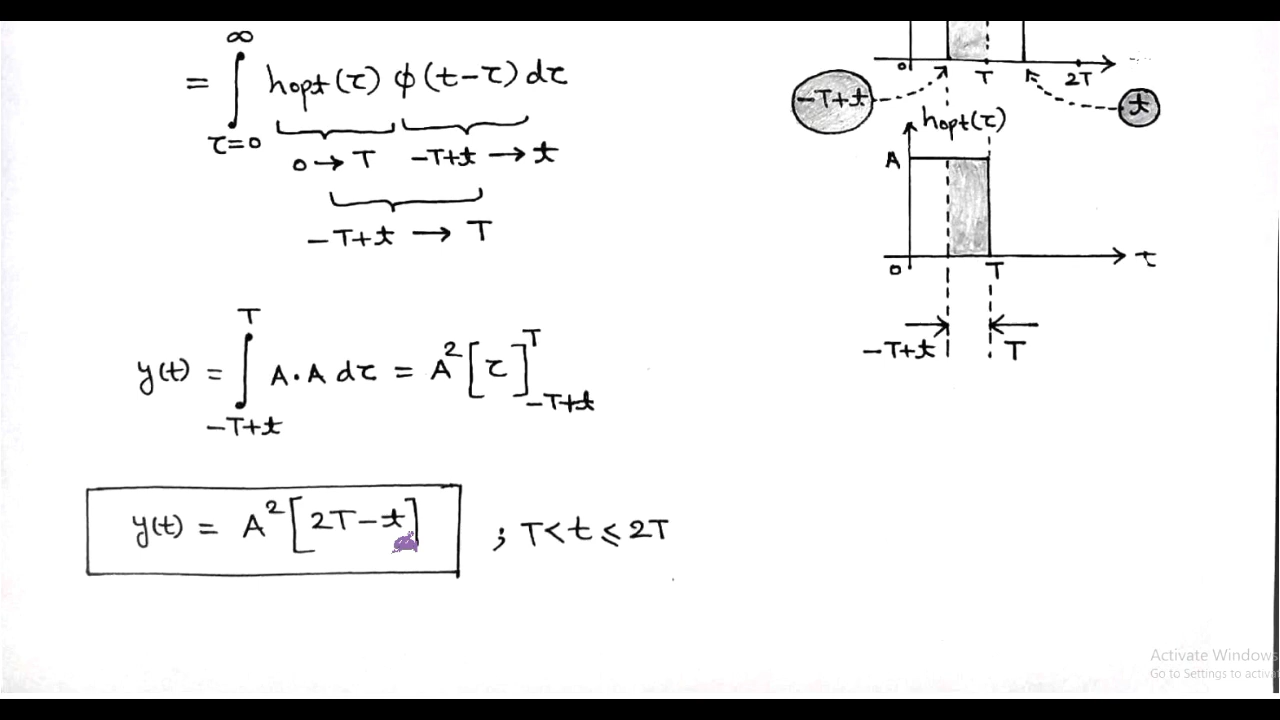 = ∫_{τ=0}^{∞} hopt(τ) ϕ(t-τ) dτ
0 → T   -T+t → t
-T+t → T
y(t) = ∫_{-T+t}^{T} A·A dτ = A²[τ]_{-T+t}^{T}
y(t) = A²[2T-t] ; T<t≤2T
0 T 2T
-T+t t
hopt(τ)
A
0 T τ
-T+t T
Activate Windows
Go to Settings to activa